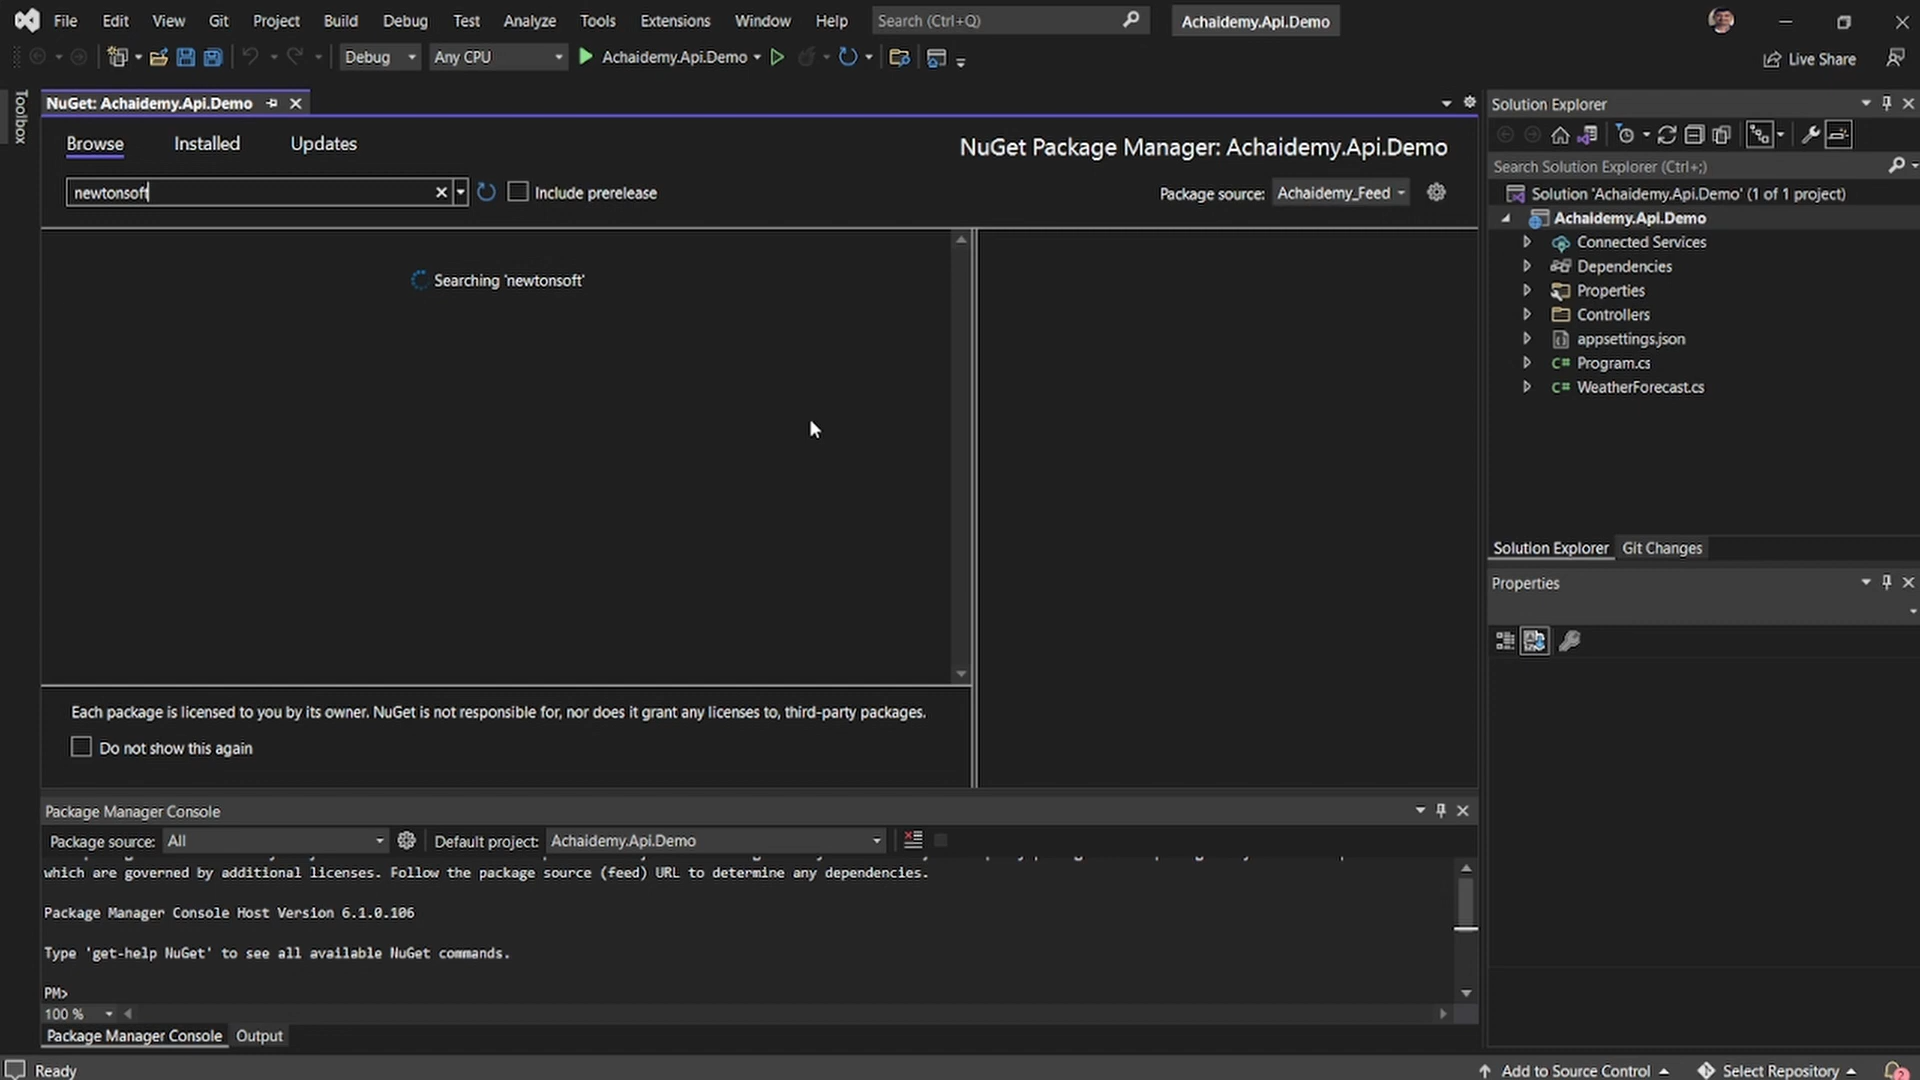 File Edit View Git Project Build Debug Test Analyze Tools Extensions Window Help Search (Ctrl+Q) Achaidemy.Api.Demo
Debug Any CPU Achaidemy.Api.Demo Live Share
Toolbox
NuGet: Achaidemy.Api.Demo
Browse Installed Updates
NuGet Package Manager: Achaidemy.Api.Demo
newtonsoft Include prerelease
Package source: Achaidemy_Feed
Searching 'newtonsoft'
Each package is licensed to you by its owner. NuGet is not responsible for, nor does it grant any licenses to, third-party packages.
Do not show this again
Solution Explorer
Search Solution Explorer (Ctrl+;)
Solution 'Achaidemy.Api.Demo' (1 of 1 project)
Achaidemy.Api.Demo
Connected Services
Dependencies
Properties
Controllers
appsettings.json
C# Program.cs
C# WeatherForecast.cs
Solution Explorer Git Changes
Properties
Package Manager Console
Package source: All Default project: Achaidemy.Api.Demo
which are governed by additional licenses. Follow the package source (feed) URL to determine any dependencies.
Package Manager Console Host Version 6.1.0.106
Type 'get-help NuGet' to see all available NuGet commands.
PM>
100 %
Package Manager Console Output
Ready Add to Source Control Select Repository 2